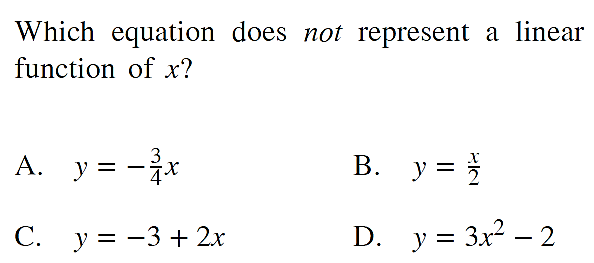 Which equation does not represent a linear
function of x?
A. y = −3/4x
B. y = x/2
C. y = −3 + 2x
D. y = 3x² − 2